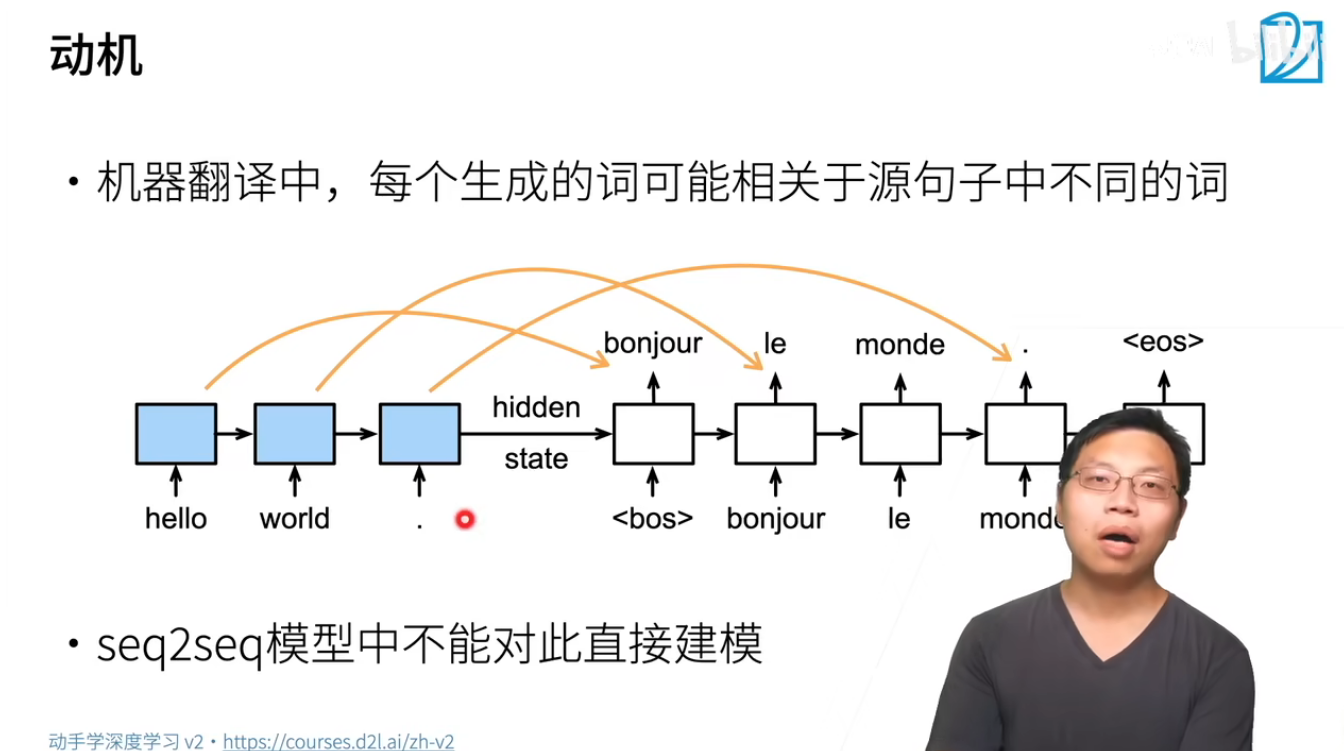 动机
• 机器翻译中，每个生成的词可能相关于源句子中不同的词
bonjour le monde . <eos>
hidden
state
hello world . <bos> bonjour le
• seq2seq模型中不能对此直接建模
动手学深度学习 v2 • https://courses.d2l.ai/zh-v2